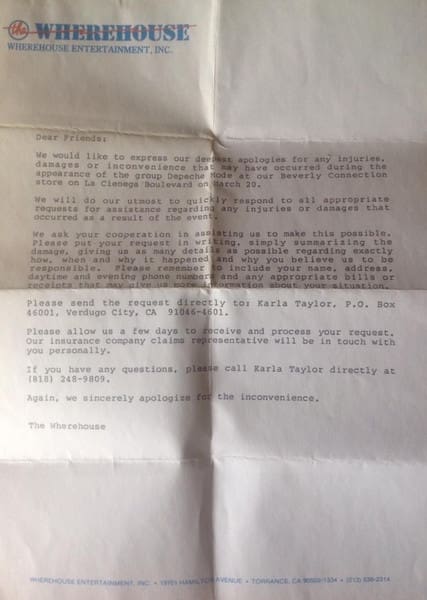 the WHEREHOUSE
WHEREHOUSE ENTERTAINMENT, INC.
Dear Friends:
We would like to express our deepest apologies for any injuries,
damages or inconvenience that may have occurred during the
appearance of the group Depeche Mode at our Beverly Connection
store on La Cienega Boulevard on March 20.
We will do our utmost to quickly respond to all appropriate
requests for assistance regarding any injuries or damages that
occurred as a result of the event.
We ask your cooperation in assisting us to make this possible.
Please put your request in writing, simply summarizing the
damage, giving us as many details as possible regarding exactly
how, when and why it happened and why you believe us to be
responsible. Please remember to include your name, address,
daytime and evening phone numbers and any appropriate bills or
receipts that may give us more information about your situation.
Please send the request directly to: Karla Taylor, P.O. Box
46001, Verdugo City, CA 91046-4601.
Please allow us a few days to receive and process your request.
Our insurance company claims representative will be in touch with
you personally.
If you have any questions, please call Karla Taylor directly at
(818) 248-9809.
Again, we sincerely apologize for the inconvenience.
The Wherehouse
WHEREHOUSE ENTERTAINMENT, INC. • HAMILTON AVENUE • TORRANCE, CA • (213) 538-2314